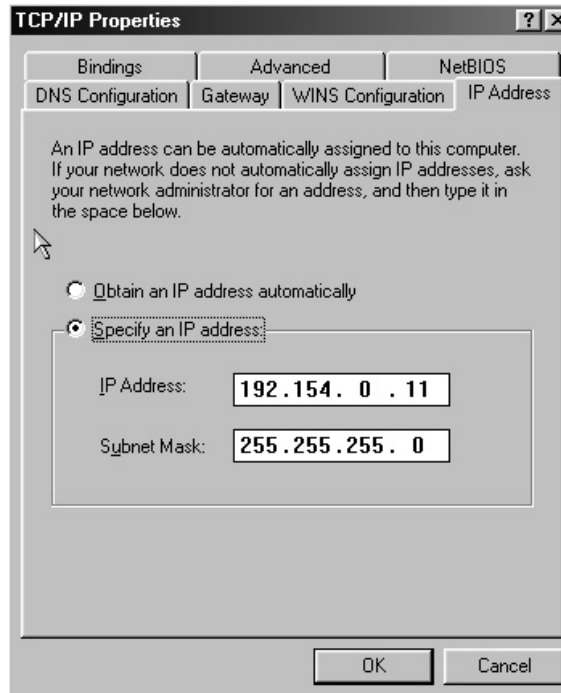 TCP/IP Properties
Bindings Advanced NetBIOS
DNS Configuration Gateway WINS Configuration IP Address
An IP address can be automatically assigned to this computer.
If your network does not automatically assign IP addresses, ask
your network administrator for an address, and then type it in
the space below.
Obtain an IP address automatically
Specify an IP address:
IP Address: 192.154. 0 . 11
Subnet Mask: 255.255.255. 0
OK Cancel